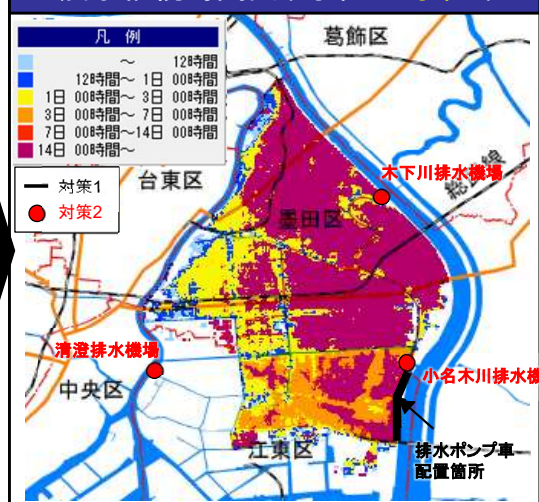 凡 例
～ 12時間
12時間～ 1日 00時間
1日 00時間～ 3日 00時間
3日 00時間～ 7日 00時間
7日 00時間～14日 00時間
14日 00時間～
対策1
対策2
葛飾区
台東区
墨田区
木下川排水機場
総 線
清澄排水機場
小名木川排水機
中央区
江東区
排水ポンプ車
配置箇所